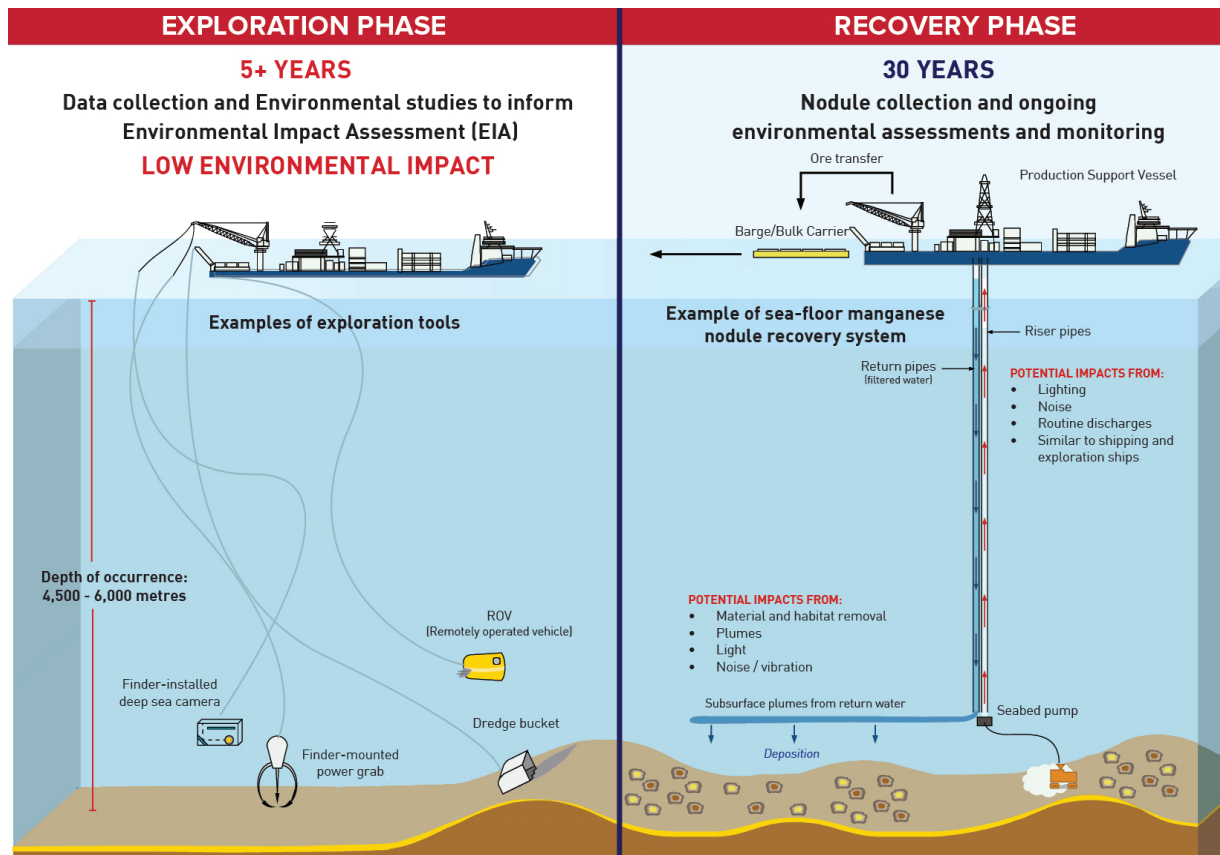 EXPLORATION PHASE
5+ YEARS
Data collection and Environmental studies to inform
Environmental Impact Assessment (EIA)
LOW ENVIRONMENTAL IMPACT
Examples of exploration tools
Depth of occurrence:
4,500 - 6,000 metres
ROV
(Remotely operated vehicle)
Finder-installed
deep sea camera
Finder-mounted
power grab
Dredge bucket
RECOVERY PHASE
30 YEARS
Nodule collection and ongoing
environmental assessments and monitoring
Ore transfer
Production Support Vessel
Barge/Bulk Carrier
Example of sea-floor manganese
nodule recovery system
Riser pipes
Return pipes
(filtered water)
POTENTIAL IMPACTS FROM:
• Lighting
• Noise
• Routine discharges
• Similar to shipping and
exploration ships
POTENTIAL IMPACTS FROM:
• Material and habitat removal
• Plumes
• Light
• Noise / vibration
Subsurface plumes from return water
Seabed pump
Deposition